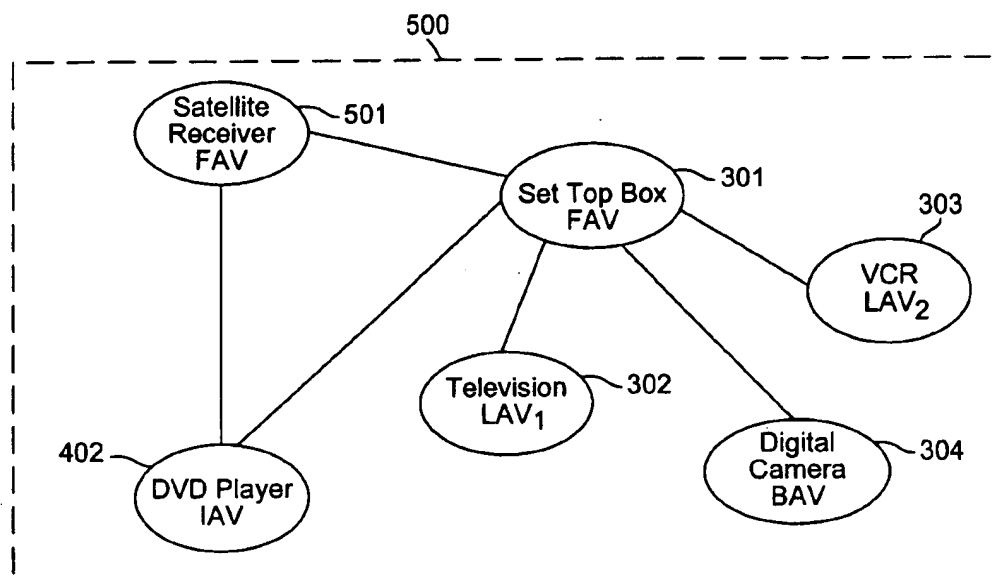 500
Satellite
Receiver
FAV
501
Set Top Box
FAV
301
303
VCR
LAV2
Television
LAV1
302
402
DVD Player
IAV
Digital
Camera
BAV
304